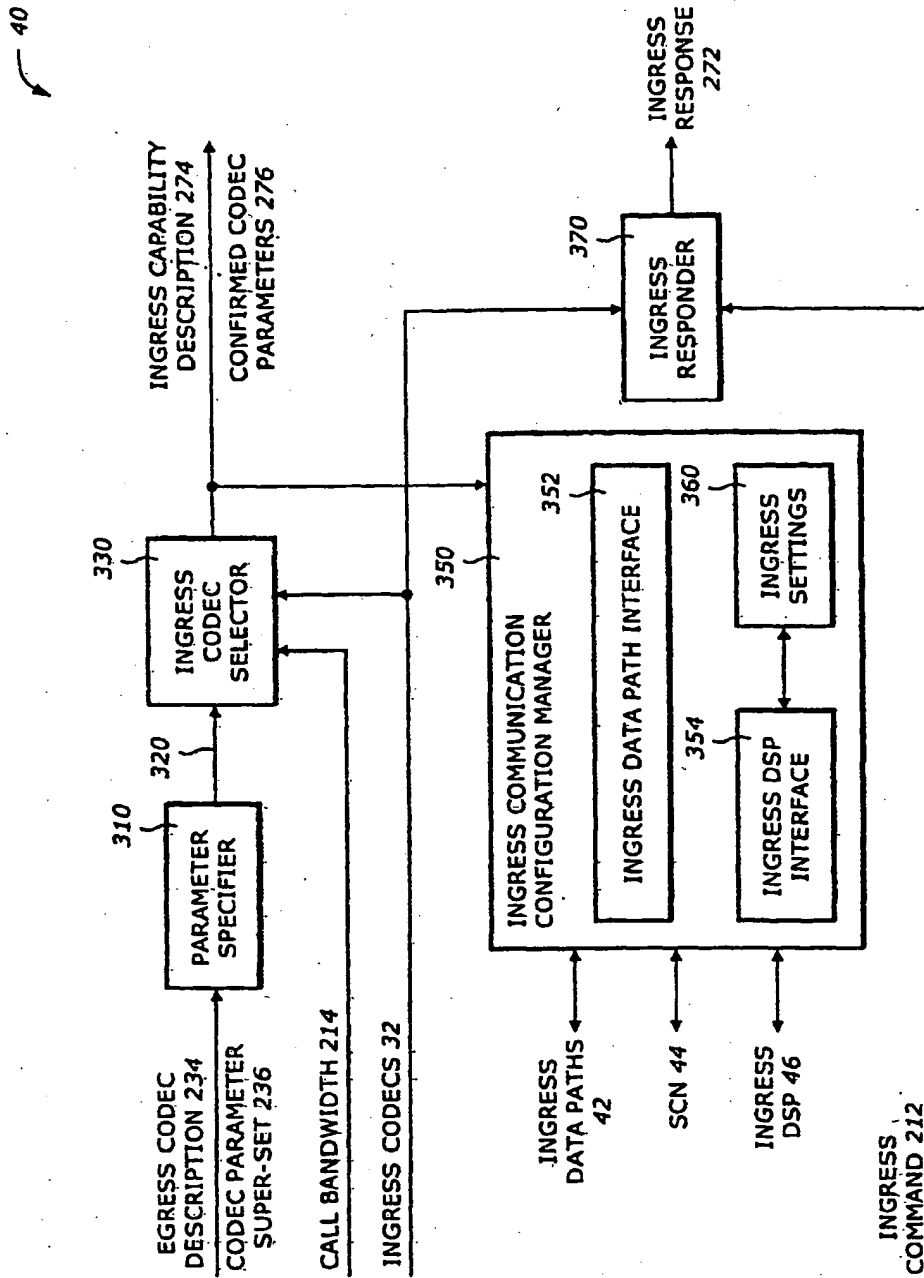 40
EGRESS CODEC
DESCRIPTION 234
CODEC PARAMETER
SUPER-SET 236
310
PARAMETER
SPECIFIER
320
330
INGRESS
CODEC
SELECTOR
INGRESS CAPABILITY
DESCRIPTION 274
CONFIRMED CODEC
PARAMETERS 276
CALL BANDWIDTH 214
INGRESS CODECS 32
350
INGRESS COMMUNICATION
CONFIGURATION MANAGER
352
INGRESS DATA PATH INTERFACE
354
INGRESS DSP
INTERFACE
360
INGRESS
SETTINGS
INGRESS
DATA PATHS
42
SCN 44
INGRESS
DSP 46
370
INGRESS
RESPONDER
INGRESS
RESPONSE
272
INGRESS
COMMAND 212